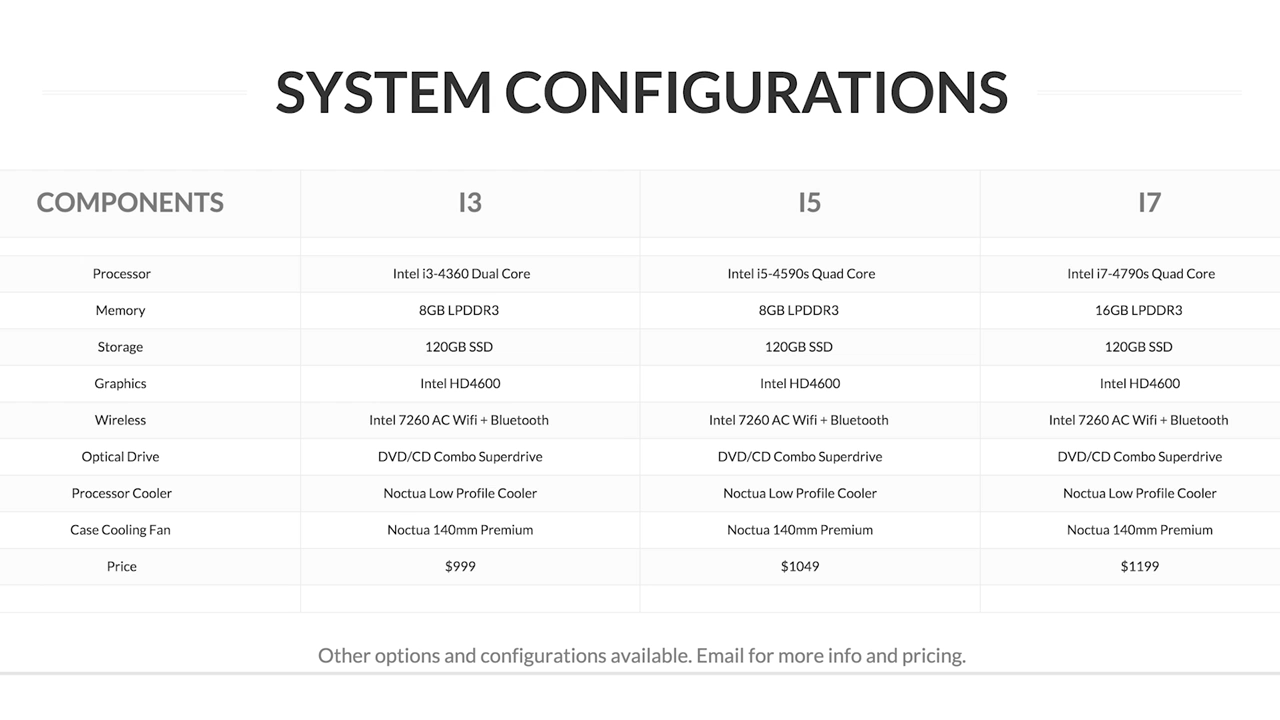 SYSTEM CONFIGURATIONS
COMPONENTS I3 I5 I7
Processor Intel i3-4360 Dual Core Intel i5-4590s Quad Core Intel i7-4790s Quad Core
Memory 8GB LPDDR3 8GB LPDDR3 16GB LPDDR3
Storage 120GB SSD 120GB SSD 120GB SSD
Graphics Intel HD4600 Intel HD4600 Intel HD4600
Wireless Intel 7260 AC Wifi + Bluetooth Intel 7260 AC Wifi + Bluetooth Intel 7260 AC Wifi + Bluetooth
Optical Drive DVD/CD Combo Superdrive DVD/CD Combo Superdrive DVD/CD Combo Superdrive
Processor Cooler Noctua Low Profile Cooler Noctua Low Profile Cooler Noctua Low Profile Cooler
Case Cooling Fan Noctua 140mm Premium Noctua 140mm Premium Noctua 140mm Premium
Price $999 $1049 $1199
Other options and configurations available. Email for more info and pricing.